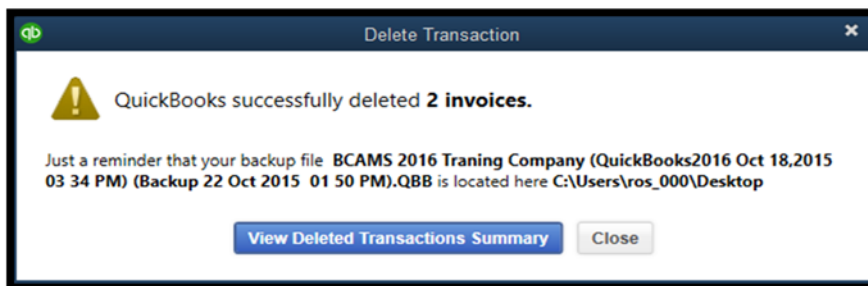 qb
Delete Transaction
QuickBooks successfully deleted 2 invoices.
Just a reminder that your backup file BCAMS 2016 Traning Company (QuickBooks2016 Oct 18,2015
03 34 PM) (Backup 22 Oct 2015 01 50 PM).QBB is located here C:\Users\ros_000\Desktop
View Deleted Transactions Summary
Close